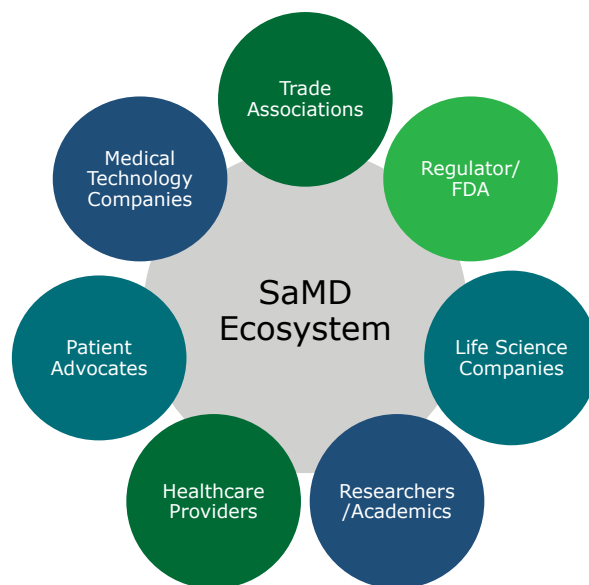 Trade
Associations
Regulator/
FDA
Life Science
Companies
Researchers
/Academics
Healthcare
Providers
Patient
Advocates
Medical
Technology
Companies
SaMD
Ecosystem